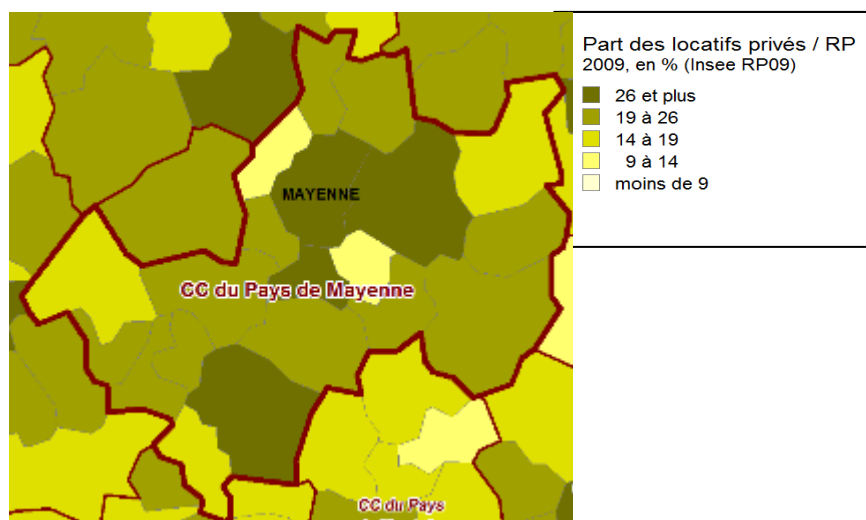 Part des locatifs privés / RP
2009, en % (Insee RP09)
26 et plus
19 à 26
14 à 19
9 à 14
moins de 9
MAYENNE
CC du Pays de Mayenne
CC du Pays